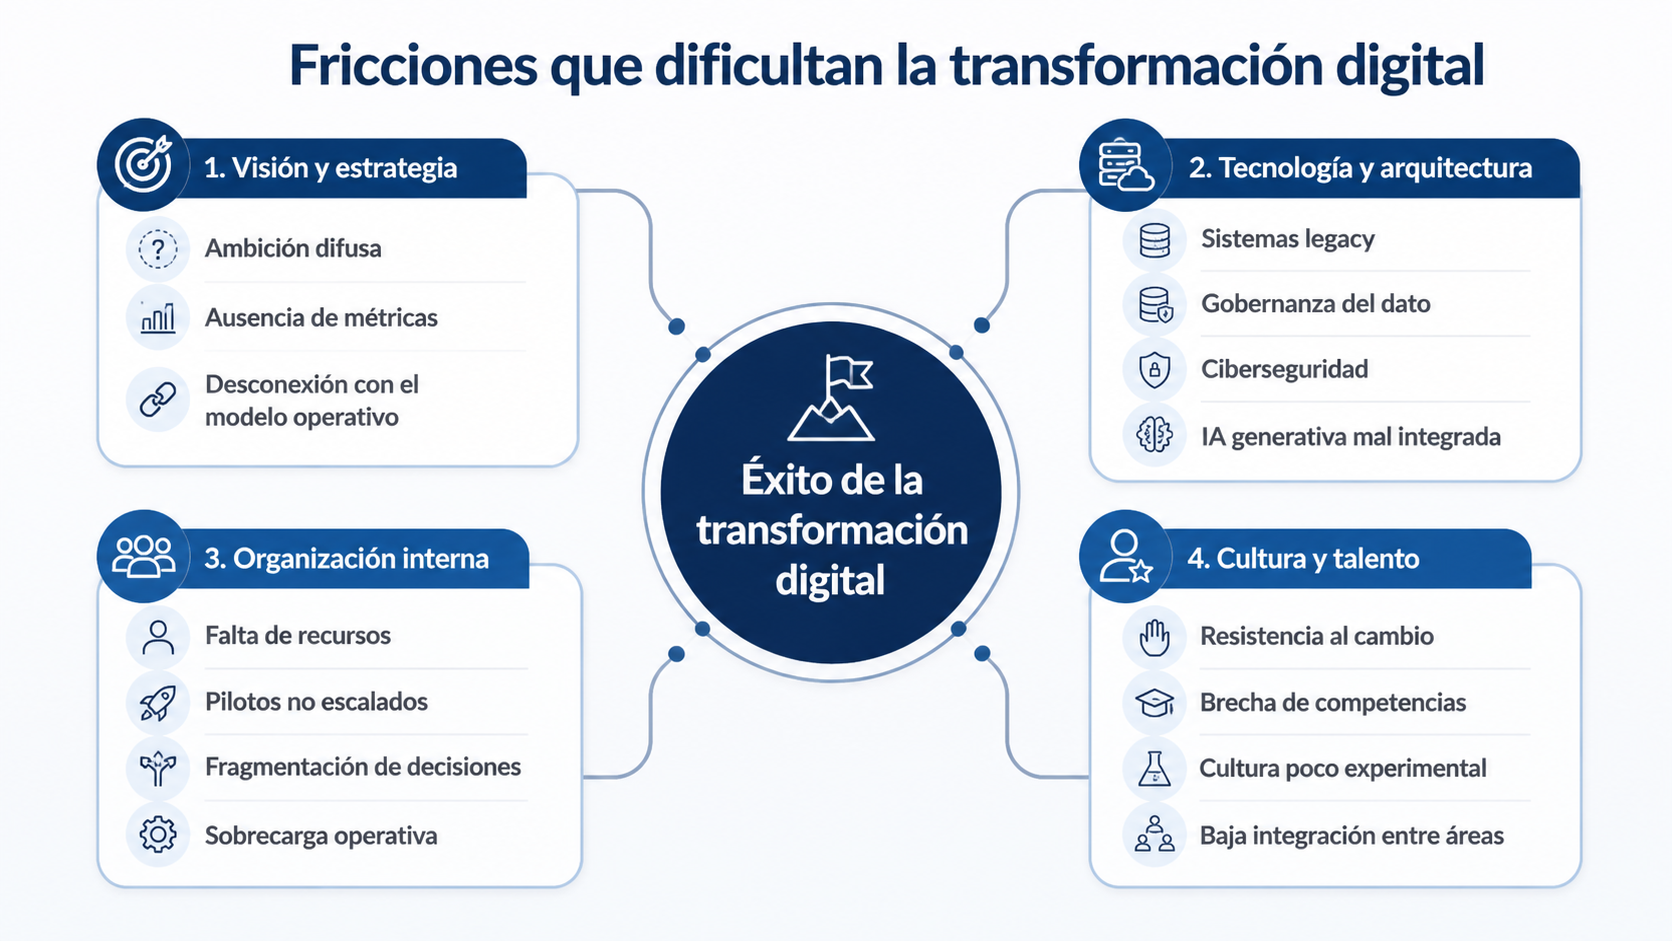 Fricciones que dificultan la transformación digital
1. Visión y estrategia
Ambición difusa
Ausencia de métricas
Desconexión con el
modelo operativo
2. Tecnología y arquitectura
Sistemas legacy
Gobernanza del dato
Ciberseguridad
IA generativa mal integrada
Éxito de la
transformación
digital
3. Organización interna
Falta de recursos
Pilotos no escalados
Fragmentación de decisiones
Sobrecarga operativa
4. Cultura y talento
Resistencia al cambio
Brecha de competencias
Cultura poco experimental
Baja integración entre áreas